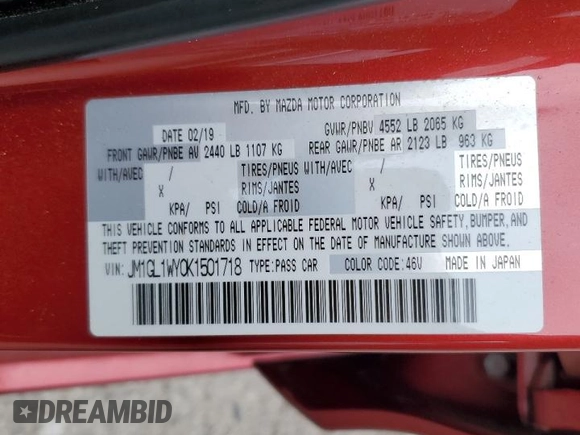 MFD. BY MAZDA MOTOR CORPORATION
DATE 02/19 GVWR/PNBV 4552 LB 2065 KG
FRONT GAWR/PNBE AV 2440 LB 1107 KG REAR GAWR/PNBE AR 2123 LB 963 KG
WITH/AVEC / TIRES/PNEUS WITH/AVEC / TIRES/PNEUS
X RIMS/JANTES X RIMS/JANTES
KPA/ PSI COLD/A FROID KPA/ PSI COLD/A FROID
THIS VEHICLE CONFORMS TO ALL APPLICABLE FEDERAL MOTOR VEHICLE SAFETY, BUMPER, AND
THEFT PREVENTION STANDARDS IN EFFECT ON THE DATE OF MANUFACTURE SHOWN ABOVE.
VIN: JM1GL1WY0K1501718 TYPE:PASS CAR COLOR CODE:46V MADE IN JAPAN
DREAMBID